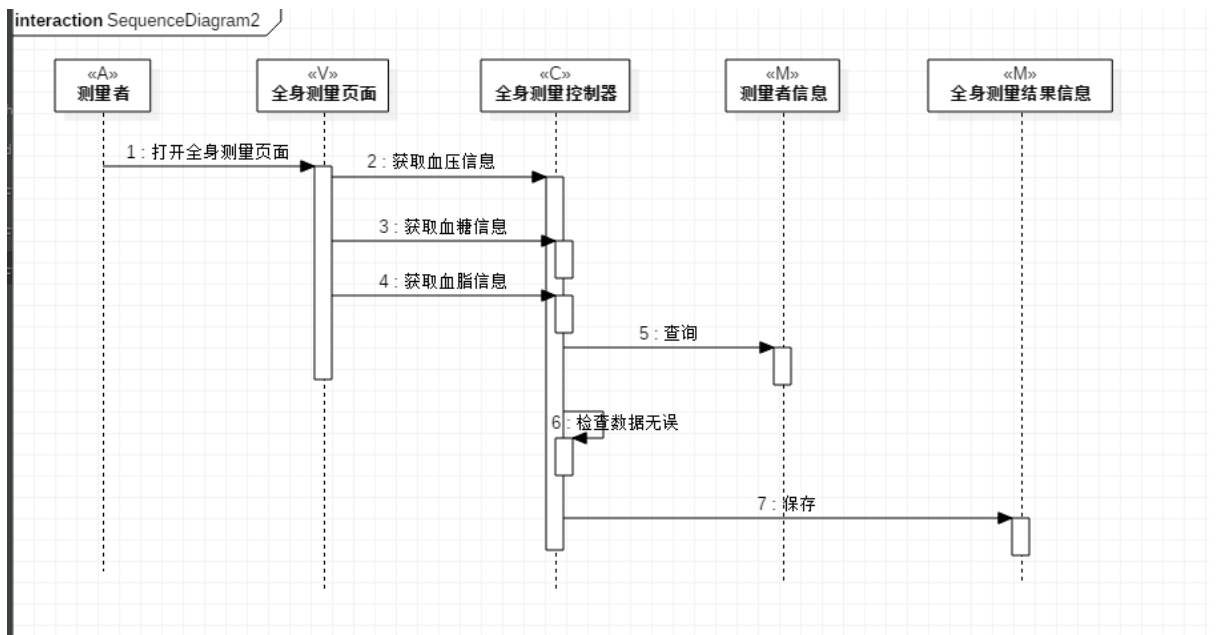 interaction SequenceDiagram2
«A»
测量者
«V»
全身测量页面
«C»
全身测量控制器
«M»
测量者信息
«M»
全身测量结果信息
1 : 打开全身测量页面
2 : 获取血压信息
3 : 获取血糖信息
4 : 获取血脂信息
5 : 查询
6 : 检查数据无误
7 : 保存